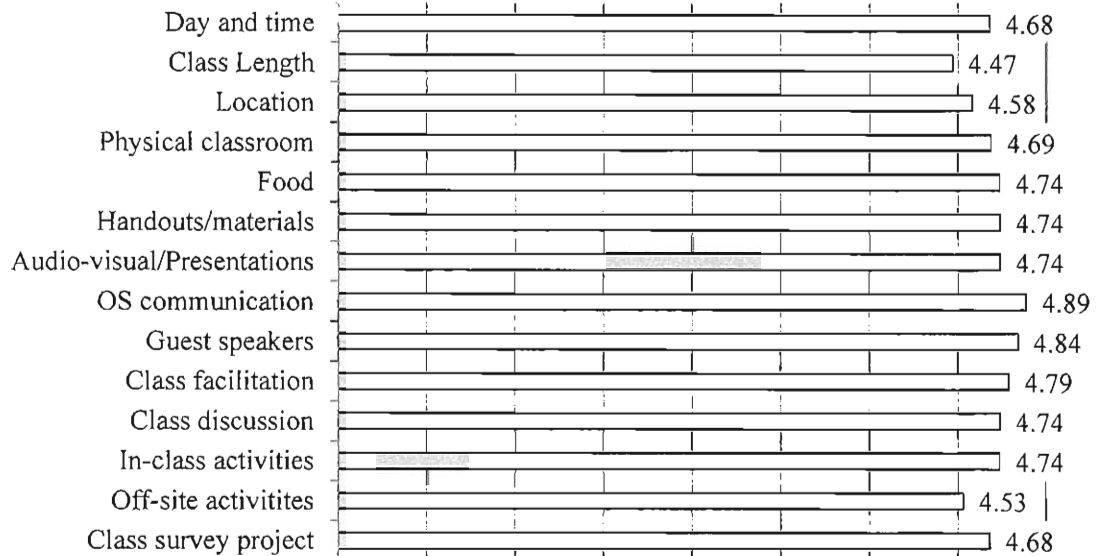 Day and time 4.68
Class Length 4.47
Location 4.58
Physical classroom 4.69
Food 4.74
Handouts/materials 4.74
Audio-visual/Presentations 4.74
OS communication 4.89
Guest speakers 4.84
Class facilitation 4.79
Class discussion 4.74
In-class activities 4.74
Off-site activitites 4.53
Class survey project 4.68